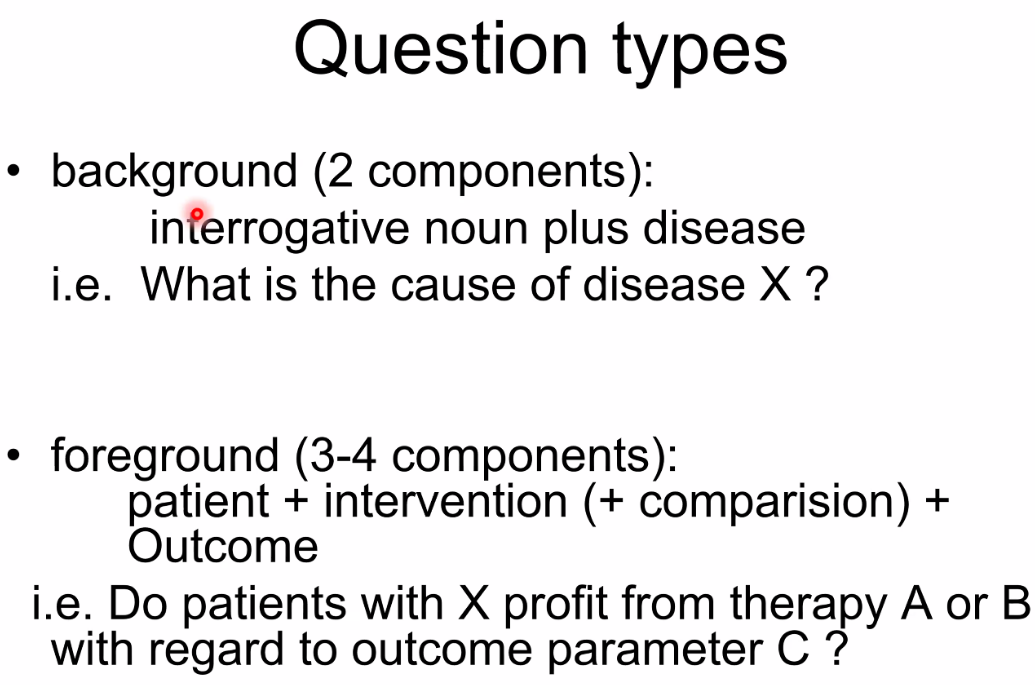 Question types
• background (2 components):
interrogative noun plus disease
i.e. What is the cause of disease X ?
• foreground (3-4 components):
patient + intervention (+ comparision) +
Outcome
i.e. Do patients with X profit from therapy A or B
with regard to outcome parameter C ?